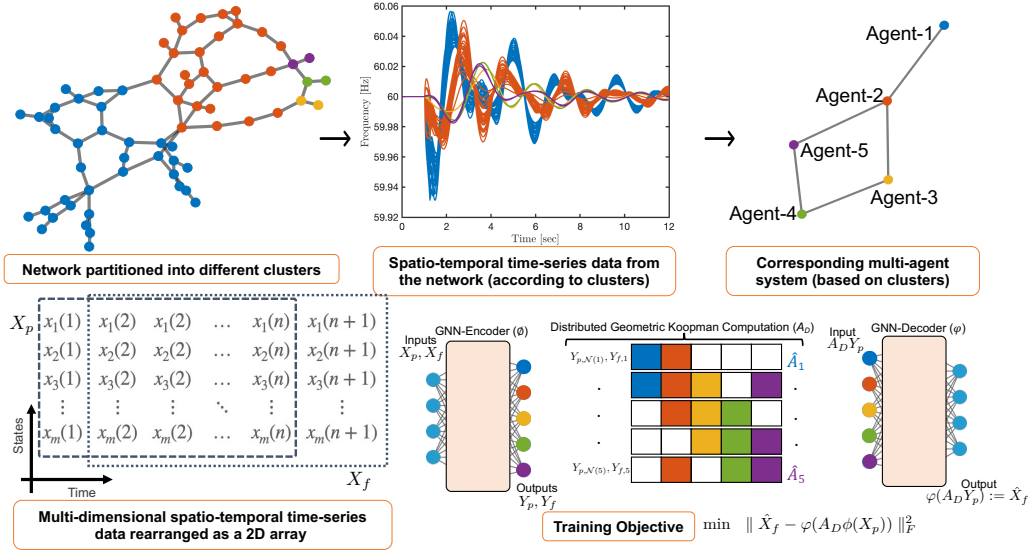 60.06
60.04
60.02
60.00
59.98
59.96
59.94
59.92
Frequency [Hz]
0 2 4 6 8 10 12
Time [sec]
Agent-1
Agent-2
Agent-5
Agent-3
Agent-4
Network partitioned into different clusters
Spatio-temporal time-series data from
the network (according to clusters)
Corresponding multi-agent
system (based on clusters)
X_p
x_1(1) x_1(2) x_1(2) … x_1(n) x_1(n + 1)
x_2(1) x_2(2) x_2(2) … x_2(n) x_2(n + 1)
x_3(1) x_3(2) x_3(2) … x_3(n) x_3(n + 1)
⋮ ⋮ ⋮ ⋱ ⋮ ⋮
x_m(1) x_m(2) x_m(2) … x_m(n) x_m(n + 1)
States
Time
X_f
Multi-dimensional spatio-temporal time-series
data rearranged as a 2D array
GNN-Encoder (∅)
Inputs
X_p, X_f
Outputs
Y_p, Y_f
Distributed Geometric Koopman Computation (A_D)
Y_{p,𝒩(1)}, Y_{f,1}
Â_1
. .
. .
. .
Y_{p,𝒩(5)}, Y_{f,5}
Â_5
GNN-Decoder (φ)
Input
A_D Y_p
Output
φ(A_D Y_p) := X̂_f
Training Objective
min ∥ X̂_f − φ(A_D ϕ(X_p)) ∥_F^2